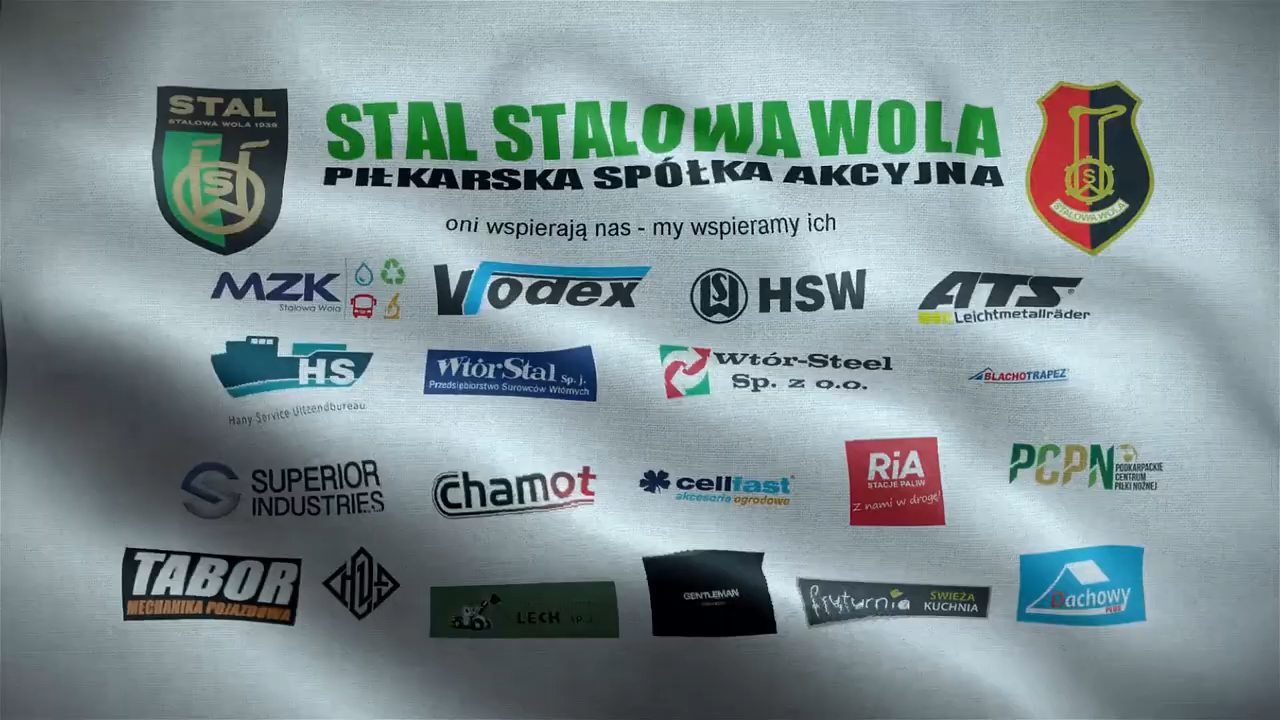 STAL
STALOWA WOLA 1938
STAL STALOWA WOLA
PIŁKARSKA SPÓŁKA AKCYJNA
STALOWA WOLA
oni wspierają nas - my wspieramy ich
MZK
Stalowa Wola
Wodex
HSW
ATS
Leichtmetallräder
HS
Hany Service Uitzendbureau
WtórStal Sp. j.
Przedsiębiorstwo Surowców Wtórnych
Wtór-Steel
Sp. z o.o.
BLACHOTRAPEZ
SUPERIOR
INDUSTRIES
Chamot
cellfast
akcesoria ogrodowe
RiA
STACJE PALIW
Z nami w drogę!
PCPN
PODKARPACKIE
CENTRUM
PIŁKI NOŻNEJ
TABOR
MECHANIKA POJAZDOWA
LECH
GENTLEMAN
fryturnia
ŚWIEŻA
KUCHNIA
Dachowy
PLUS